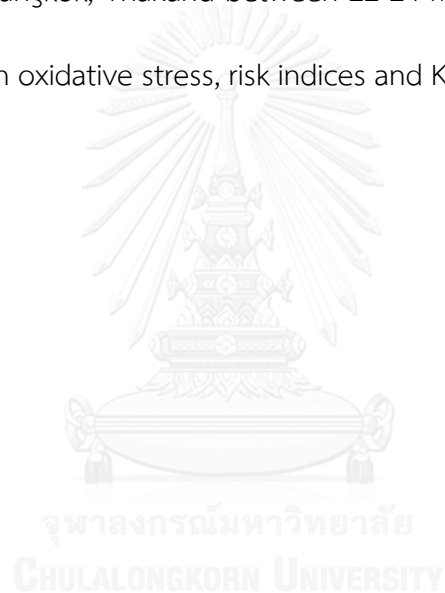 angkok, Thailand between 22-24
n oxidative stress, risk indices and K
จุฬาลงกรณ์มหาวิทยาลัย
CHULALONGKORN UNIVERSITY